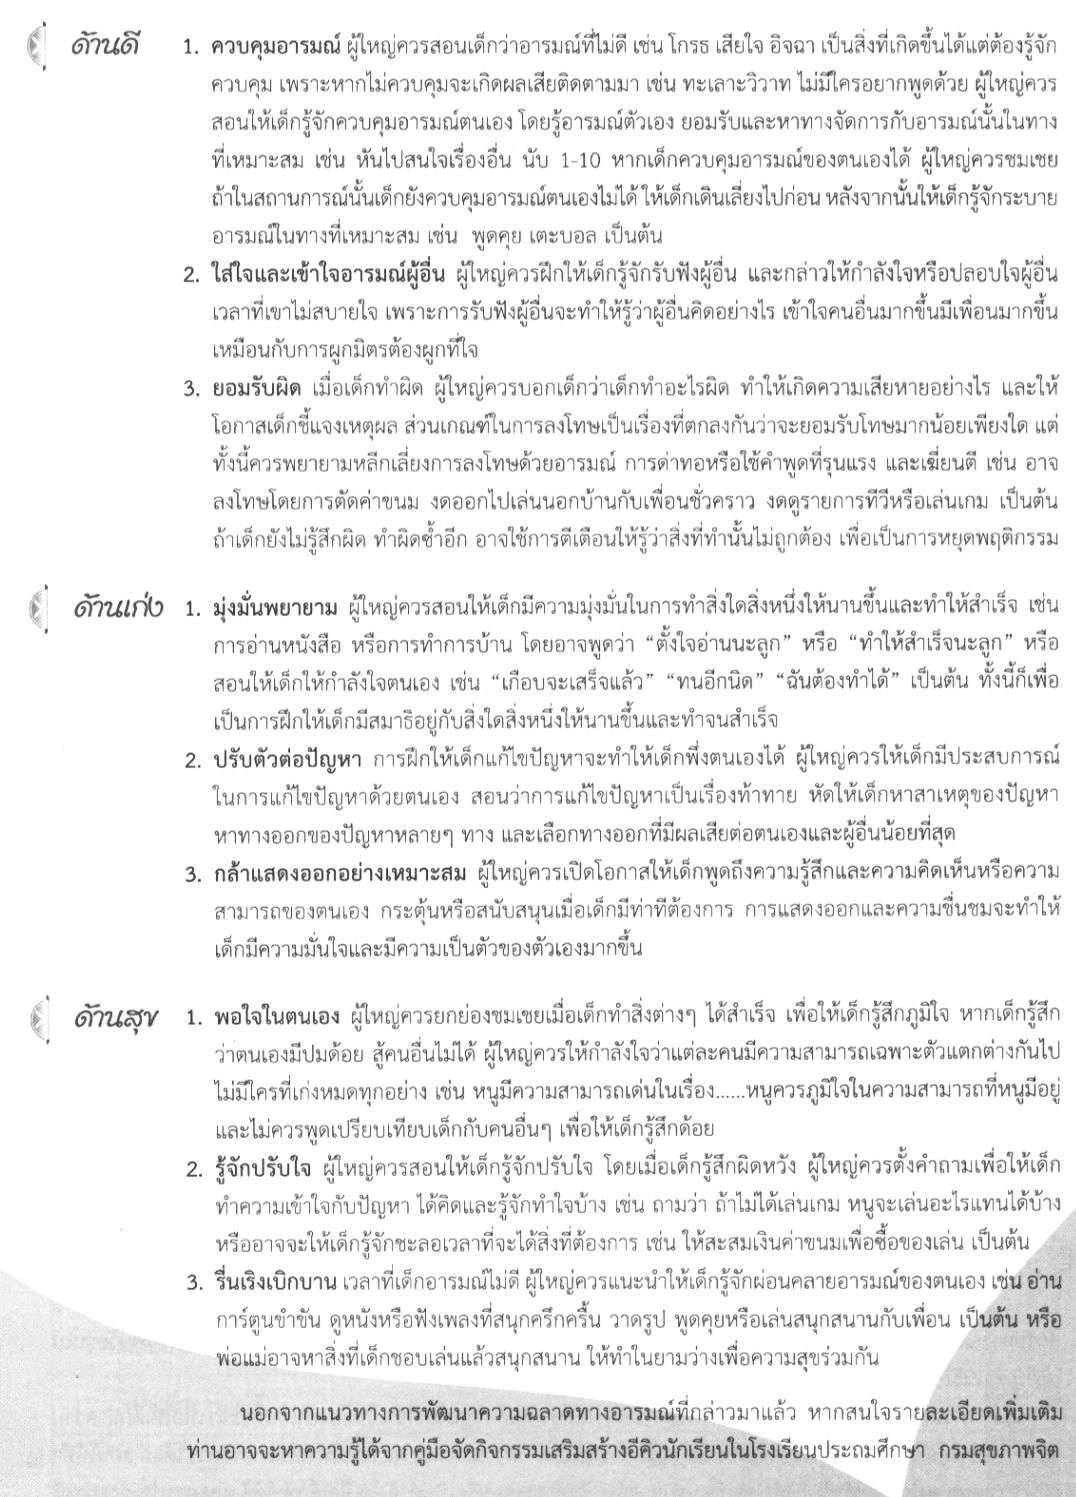 ด้านดี 1. ควบคุมอารมณ์ ผู้ใหญ่ควรสอนเด็กว่าอารมณ์ที่ไม่ดี เช่น โกรธ เสียใจ อิจฉา เป็นสิ่งที่เกิดขึ้นได้แต่ต้องรู้จัก
ควบคุม เพราะหากไม่ควบคุมจะเกิดผลเสียติดตามมา เช่น ทะเลาะวิวาท ไม่มีใครอยากพูดด้วย ผู้ใหญ่ควร
สอนให้เด็กรู้จักควบคุมอารมณ์ตนเอง โดยรู้อารมณ์ตัวเอง ยอมรับและหาทางจัดการกับอารมณ์นั้นในทาง
ที่เหมาะสม เช่น หันไปสนใจเรื่องอื่น นับ 1-10 หากเด็กควบคุมอารมณ์ของตนเองได้ ผู้ใหญ่ควรชมเชย
ถ้าในสถานการณ์นั้นเด็กยังควบคุมอารมณ์ตนเองไม่ได้ ให้เด็กเดินเลี่ยงไปก่อน หลังจากนั้นให้เด็กรู้จักระบาย
อารมณ์ในทางที่เหมาะสม เช่น พูดคุย เตะบอล เป็นต้น
2. ใส่ใจและเข้าใจอารมณ์ผู้อื่น ผู้ใหญ่ควรฝึกให้เด็กรู้จักรับฟังผู้อื่น และกล่าวให้กำลังใจหรือปลอบใจผู้อื่น
เวลาที่เขาไม่สบายใจ เพราะการรับฟังผู้อื่นจะทำให้รู้ว่าผู้อื่นคิดอย่างไร เข้าใจคนอื่นมากขึ้นมีเพื่อนมากขึ้น
เหมือนกับการผูกมิตรต้องผูกที่ใจ
3. ยอมรับผิด เมื่อเด็กทำผิด ผู้ใหญ่ควรบอกเด็กว่าเด็กทำอะไรผิด ทำให้เกิดความเสียหายอย่างไร และให้
โอกาสเด็กชี้แจงเหตุผล ส่วนเกณฑ์ในการลงโทษเป็นเรื่องที่ตกลงกันว่าจะยอมรับโทษมากน้อยเพียงใด แต่
ทั้งนี้ควรพยายามหลีกเลี่ยงการลงโทษด้วยอารมณ์ การด่าทอหรือใช้คำพูดที่รุนแรง และเฆี่ยนตี เช่น อาจ
ลงโทษโดยการตัดค่าขนม งดออกไปเล่นนอกบ้านกับเพื่อนชั่วคราว งดดูรายการทีวีหรือเล่นเกม เป็นต้น
ถ้าเด็กยังไม่รู้สึกผิด ทำผิดซ้ำอีก อาจใช้การตีเตือนให้รู้ว่าสิ่งที่ทำนั้นไม่ถูกต้อง เพื่อเป็นการหยุดพฤติกรรม
ด้านเก่ง 1. มุ่งมั่นพยายาม ผู้ใหญ่ควรสอนให้เด็กมีความมุ่งมั่นในการทำสิ่งใดสิ่งหนึ่งให้นานขึ้นและทำให้สำเร็จ เช่น
การอ่านหนังสือ หรือการทำการบ้าน โดยอาจพูดว่า “ตั้งใจอ่านนะลูก” หรือ “ทำให้สำเร็จนะลูก” หรือ
สอนให้เด็กให้กำลังใจตนเอง เช่น “เกือบจะเสร็จแล้ว” “ทนอีกนิด” “ฉันต้องทำได้” เป็นต้น ทั้งนี้ก็เพื่อ
เป็นการฝึกให้เด็กมีสมาธิอยู่กับสิ่งใดสิ่งหนึ่งให้นานขึ้นและทำจนสำเร็จ
2. ปรับตัวต่อปัญหา การฝึกให้เด็กแก้ไขปัญหาจะทำให้เด็กพึ่งตนเองได้ ผู้ใหญ่ควรให้เด็กมีประสบการณ์
ในการแก้ไขปัญหาด้วยตนเอง สอนว่าการแก้ไขปัญหาเป็นเรื่องท้าทาย หัดให้เด็กหาสาเหตุของปัญหา
หาทางออกของปัญหาหลายๆ ทาง และเลือกทางออกที่มีผลเสียต่อตนเองและผู้อื่นน้อยที่สุด
3. กล้าแสดงออกอย่างเหมาะสม ผู้ใหญ่ควรเปิดโอกาสให้เด็กพูดถึงความรู้สึกและความคิดเห็นหรือความ
สามารถของตนเอง กระตุ้นหรือสนับสนุนเมื่อเด็กมีท่าทีต้องการ การแสดงออกและความชื่นชมจะทำให้
เด็กมีความมั่นใจและมีความเป็นตัวของตัวเองมากขึ้น
ด้านสุข 1. พอใจในตนเอง ผู้ใหญ่ควรยกย่องชมเชยเมื่อเด็กทำสิ่งต่างๆ ได้สำเร็จ เพื่อให้เด็กรู้สึกภูมิใจ หากเด็กรู้สึก
ว่าตนเองมีปมด้อย สู้คนอื่นไม่ได้ ผู้ใหญ่ควรให้กำลังใจว่าแต่ละคนมีความสามารถเฉพาะตัวแตกต่างกันไป
ไม่มีใครที่เก่งหมดทุกอย่าง เช่น หนูมีความสามารถเด่นในเรื่อง......หนูควรภูมิใจในความสามารถที่หนูมีอยู่
และไม่ควรพูดเปรียบเทียบเด็กกับคนอื่นๆ เพื่อให้เด็กรู้สึกด้อย
2. รู้จักปรับใจ ผู้ใหญ่ควรสอนให้เด็กรู้จักปรับใจ โดยเมื่อเด็กรู้สึกผิดหวัง ผู้ใหญ่ควรตั้งคำถามเพื่อให้เด็ก
ทำความเข้าใจกับปัญหา ได้คิดและรู้จักทำใจบ้าง เช่น ถามว่า ถ้าไม่ได้เล่นเกม หนูจะเล่นอะไรแทนได้บ้าง
หรืออาจจะให้เด็กรู้จักชะลอเวลาที่จะได้สิ่งที่ต้องการ เช่น ให้สะสมเงินค่าขนมเพื่อซื้อของเล่น เป็นต้น
3. รื่นเริงเบิกบาน เวลาที่เด็กอารมณ์ไม่ดี ผู้ใหญ่ควรแนะนำให้เด็กรู้จักผ่อนคลายอารมณ์ของตนเอง เช่น อ่าน
การ์ตูนขำขัน ดูหนังหรือฟังเพลงที่สนุกครึกครื้น วาดรูป พูดคุยหรือเล่นสนุกสนานกับเพื่อน เป็นต้น หรือ
พ่อแม่อาจหาสิ่งที่เด็กชอบเล่นแล้วสนุกสนาน ให้ทำในยามว่างเพื่อความสุขร่วมกัน
นอกจากแนวทางการพัฒนาความฉลาดทางอารมณ์ที่กล่าวมาแล้ว หากสนใจรายละเอียดเพิ่มเติม
ท่านอาจจะหาความรู้ได้จากคู่มือจัดกิจกรรมเสริมสร้างอีคิวนักเรียนในโรงเรียนประถมศึกษา กรมสุขภาพจิต